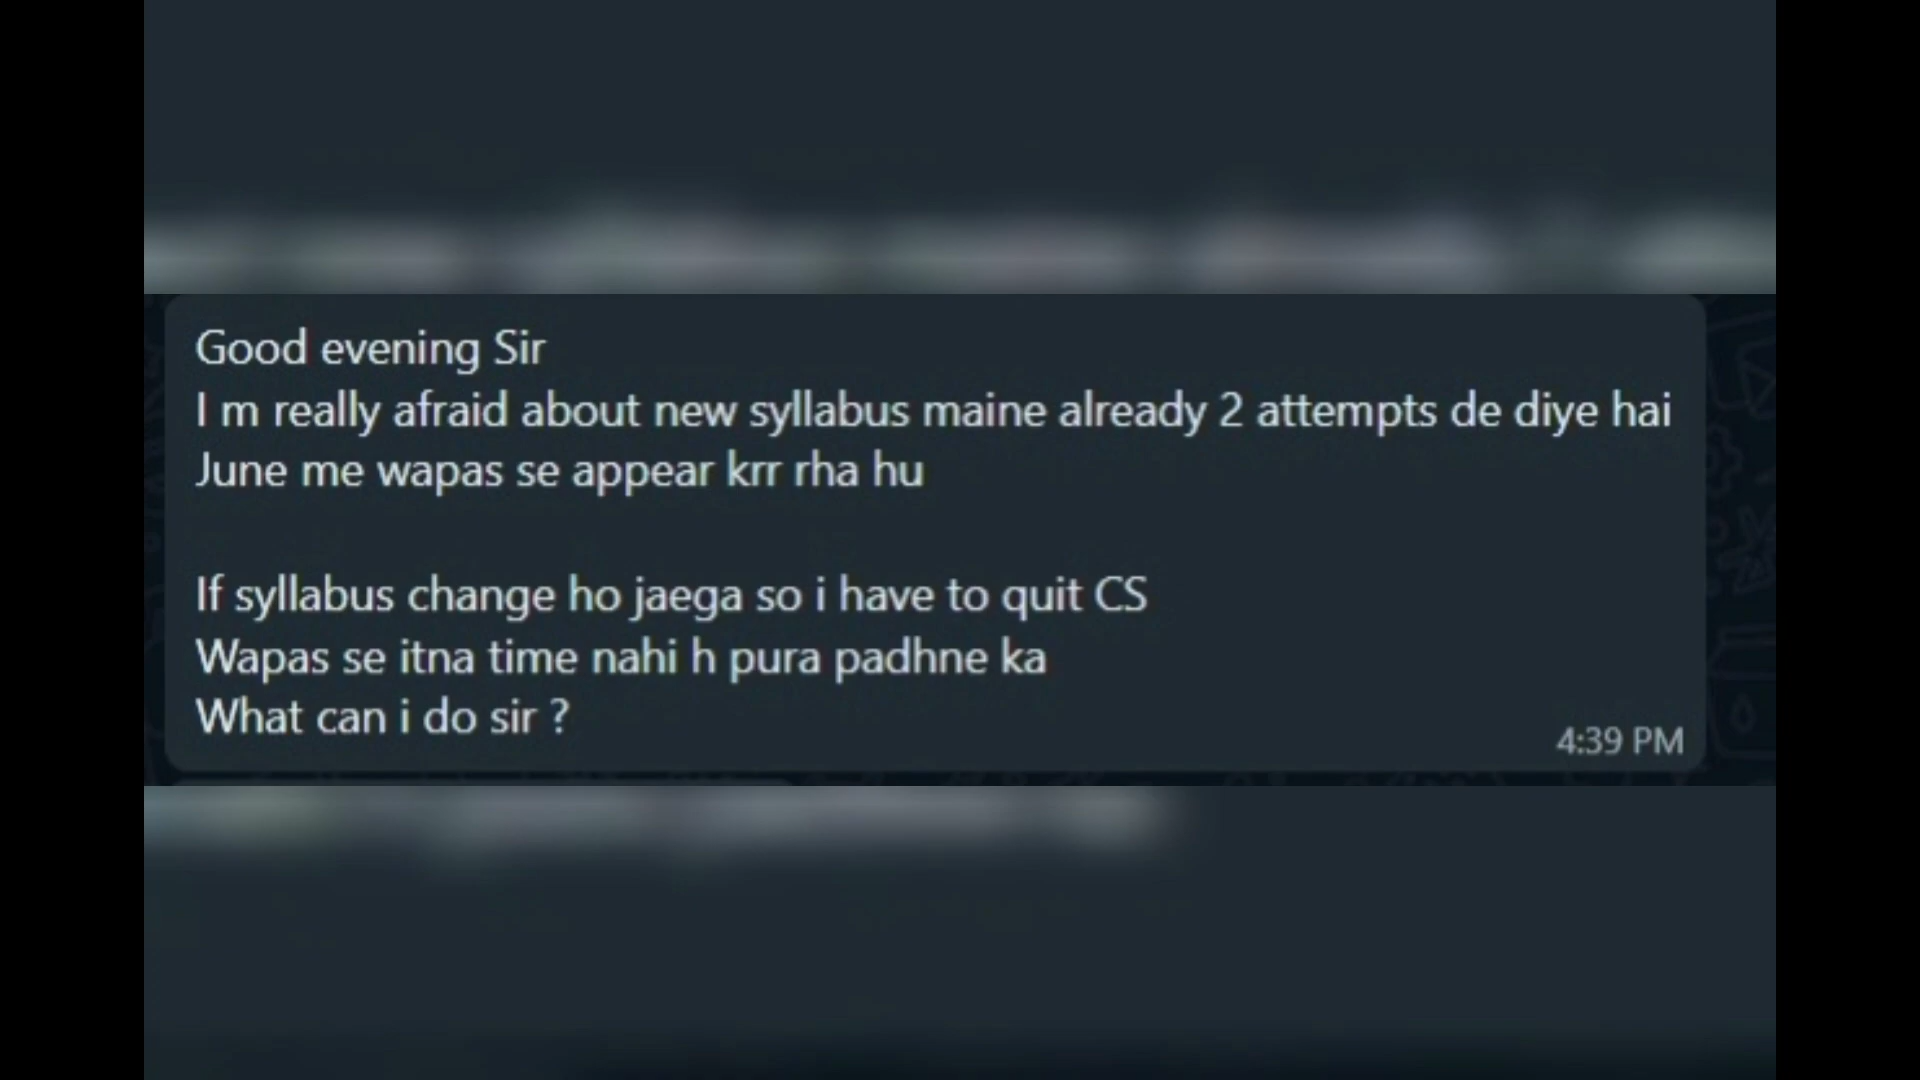 Good evening Sir
I m really afraid about new syllabus maine already 2 attempts de diye hai
June me wapas se appear krr rha hu
If syllabus change ho jaega so i have to quit CS
Wapas se itna time nahi h pura padhne ka
What can i do sir ?
4:39 PM